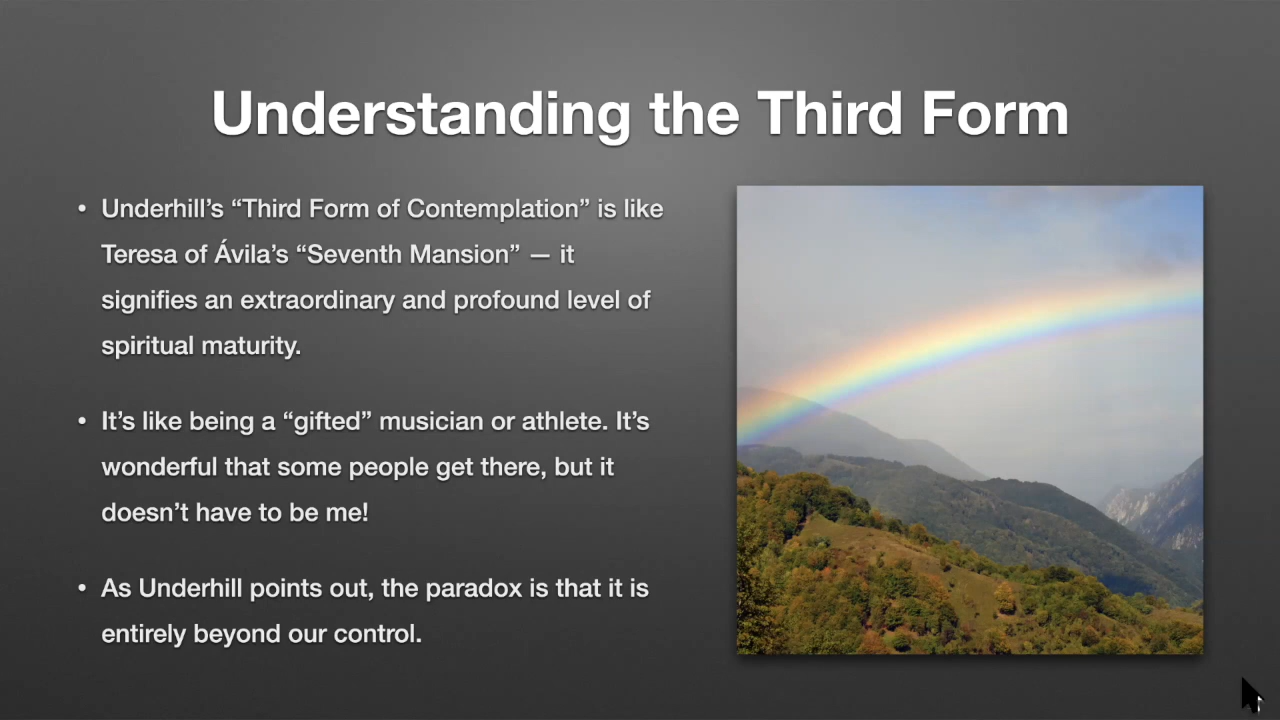 Understanding the Third Form
• Underhill’s “Third Form of Contemplation” is like
Teresa of Ávila’s “Seventh Mansion” — it
signifies an extraordinary and profound level of
spiritual maturity.
• It’s like being a “gifted” musician or athlete. It’s
wonderful that some people get there, but it
doesn’t have to be me!
• As Underhill points out, the paradox is that it is
entirely beyond our control.